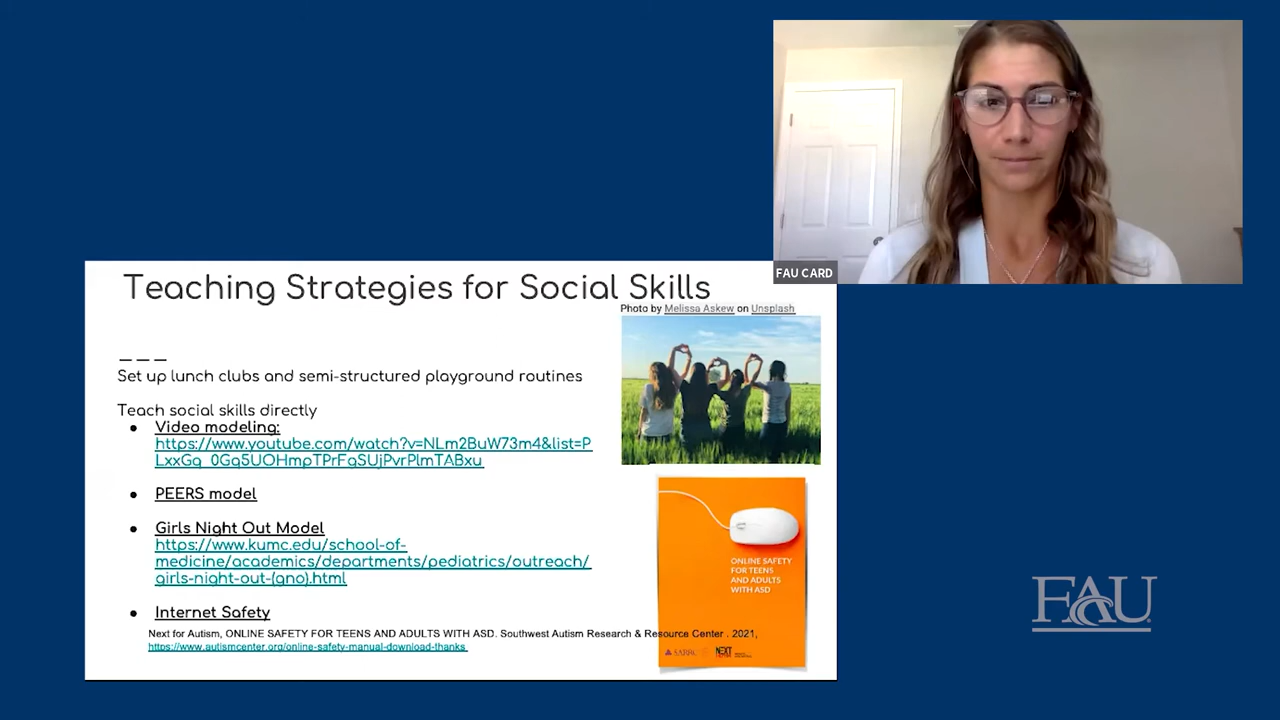 FAU CARD
Teaching Strategies for Social Skills
Photo by Melissa Askew on Unsplash
Set up lunch clubs and semi-structured playground routines
Teach social skills directly
● Video modeling:
https://www.youtube.com/watch?v=NLm2BuW73m4&list=P
LxxGq_0Gq5UOHmpTPrFqSUjPvrPlmTABxu
● PEERS model
● Girls Night Out Model
https://www.kumc.edu/school-of-
medicine/academics/departments/pediatrics/outreach/
girls-night-out-(gno).html
● Internet Safety
Next for Autism, ONLINE SAFETY FOR TEENS AND ADULTS WITH ASD. Southwest Autism Research & Resource Center . 2021,
https://www.autismcenter.org/online-safety-manual-download-thanks
ONLINE SAFETY
FOR TEENS
AND ADULTS
WITH ASD
SARRC
NEXT
FAU